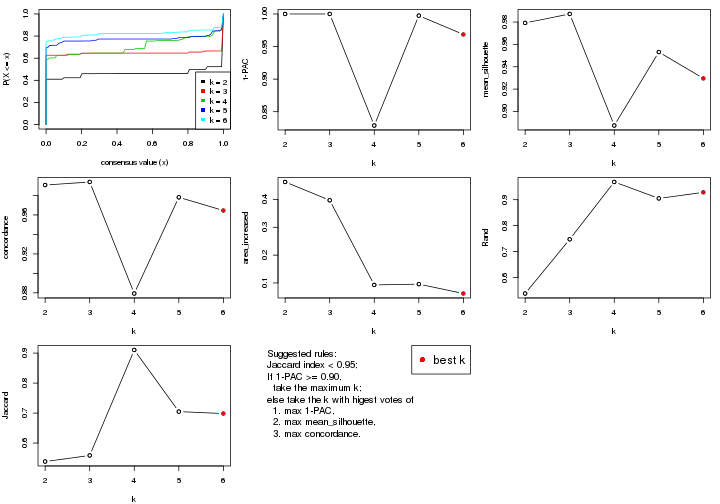 P(X <= x)
1.0
0.8
0.6
0.4
0.2
0.0
0.0 0.2 0.4 0.6 0.8 1.0
consensus value (x)
k = 2
k = 3
k = 4
k = 5
k = 6
1-PAC
1.00
0.95
0.90
0.85
2 3 4 5 6
k
mean_silhouette
0.98
0.96
0.94
0.92
0.90
2 3 4 5 6
k
concordance
0.96
0.92
0.88
2 3 4 5 6
k
area_increased
0.4
0.3
0.2
0.1
2 3 4 5 6
k
Rand
0.9
0.8
0.7
0.6
2 3 4 5 6
k
Jaccard
0.9
0.8
0.7
0.6
2 3 4 5 6
k
Suggested rules:
Jaccard index < 0.95;
If 1-PAC >= 0.90,
take the maximum k;
else take the k with higest votes of
1. max 1-PAC,
2. max mean_silhouette,
3. max concordance.
best k